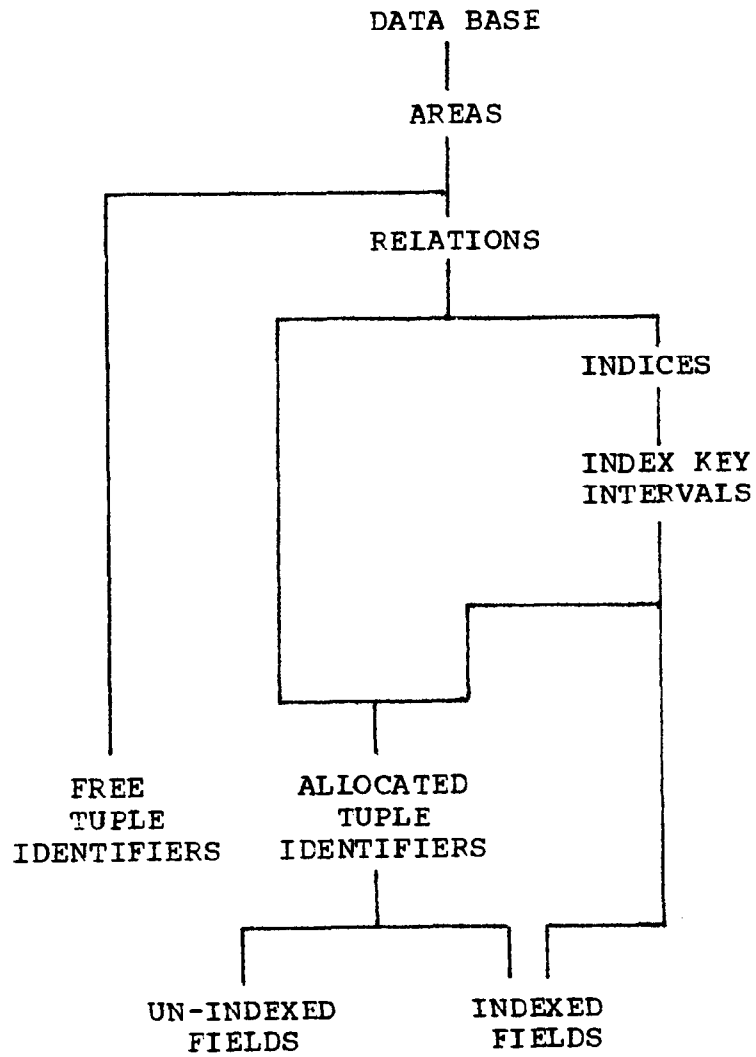 DATA BASE
AREAS
RELATIONS
INDICES
INDEX KEY
INTERVALS
FREE
TUPLE
IDENTIFIERS
ALLOCATED
TUPLE
IDENTIFIERS
UN-INDEXED
FIELDS
INDEXED
FIELDS